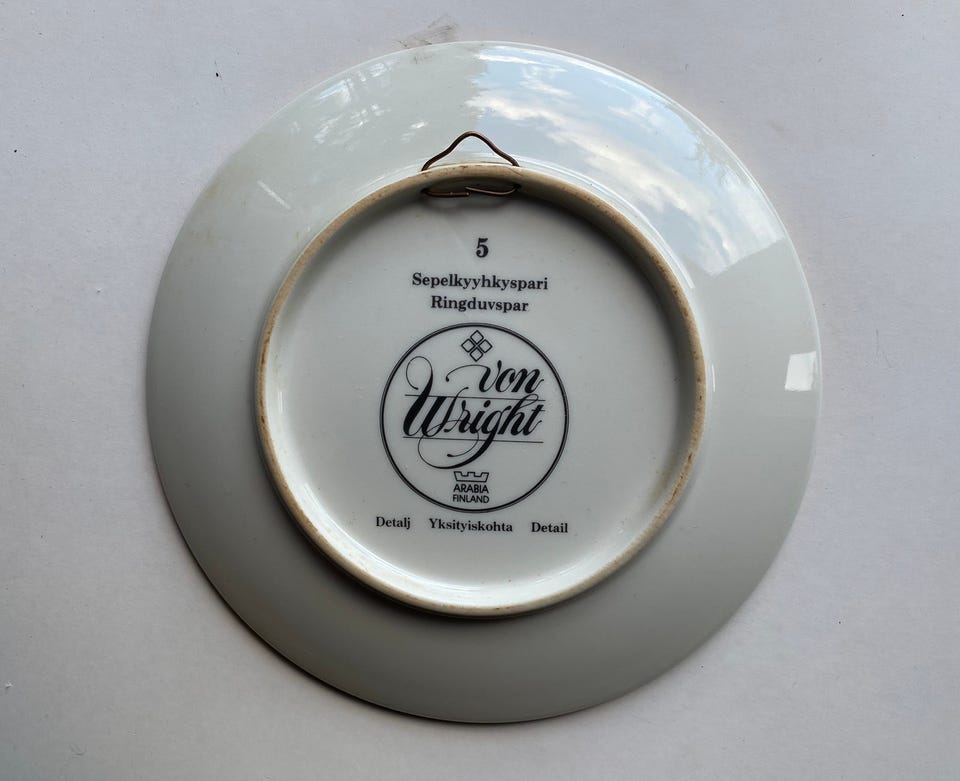 5
Sepelkyyhkyspari
Ringduvspar
von
Wright
ARABIA
FINLAND
Detalj Yksityiskohta Detail